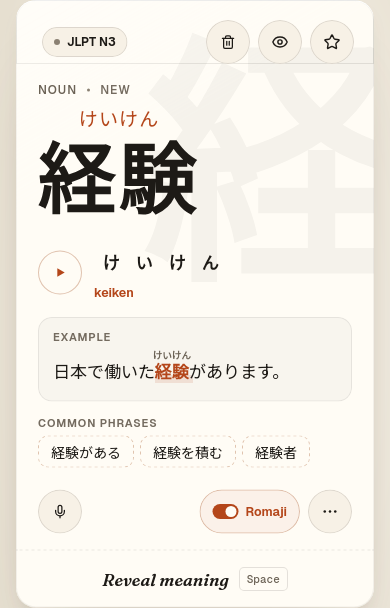 JLPT N3
NOUN • NEW
けいけん
経験
け い け ん
keiken
EXAMPLE
けいけん
日本で働いた経験があります。
COMMON PHRASES
経験がある 経験を積む 経験者
Romaji
Reveal meaning Space